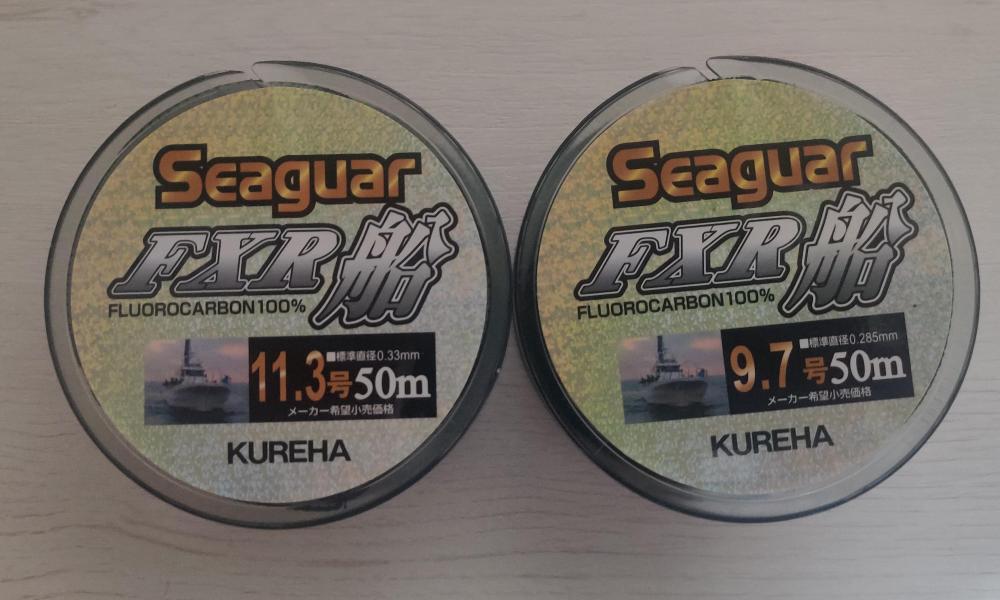 Seaguar
FXR船
FLUOROCARBON100%
11.3号50m
■標準直径0.33mm
メーカー希望小売価格
KUREHA
Seaguar
FXR船
FLUOROCARBON100%
9.7号50m
■標準直径0.285mm
メーカー希望小売価格
KUREHA